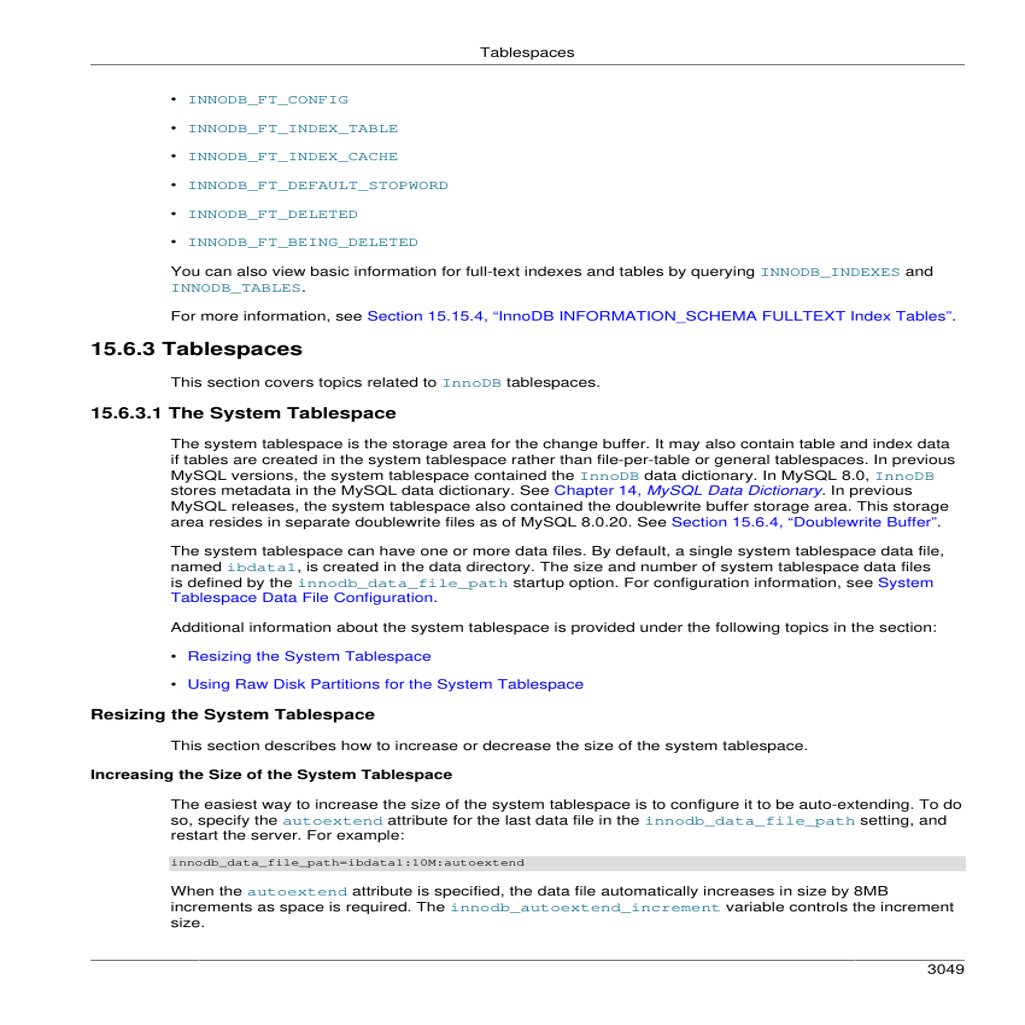 Tablespaces
• INNODB_FT_CONFIG
• INNODB_FT_INDEX_TABLE
• INNODB_FT_INDEX_CACHE
• INNODB_FT_DEFAULT_STOPWORD
• INNODB_FT_DELETED
• INNODB_FT_BEING_DELETED
You can also view basic information for full-text indexes and tables by querying INNODB_INDEXES and
INNODB_TABLES.
For more information, see Section 15.15.4, “InnoDB INFORMATION_SCHEMA FULLTEXT Index Tables”.
15.6.3 Tablespaces
This section covers topics related to InnoDB tablespaces.
15.6.3.1 The System Tablespace
The system tablespace is the storage area for the change buffer. It may also contain table and index data
if tables are created in the system tablespace rather than file-per-table or general tablespaces. In previous
MySQL versions, the system tablespace contained the InnoDB data dictionary. In MySQL 8.0, InnoDB
stores metadata in the MySQL data dictionary. See Chapter 14, MySQL Data Dictionary. In previous
MySQL releases, the system tablespace also contained the doublewrite buffer storage area. This storage
area resides in separate doublewrite files as of MySQL 8.0.20. See Section 15.6.4, “Doublewrite Buffer”.
The system tablespace can have one or more data files. By default, a single system tablespace data file,
named ibdata1, is created in the data directory. The size and number of system tablespace data files
is defined by the innodb_data_file_path startup option. For configuration information, see System
Tablespace Data File Configuration.
Additional information about the system tablespace is provided under the following topics in the section:
• Resizing the System Tablespace
• Using Raw Disk Partitions for the System Tablespace
Resizing the System Tablespace
This section describes how to increase or decrease the size of the system tablespace.
Increasing the Size of the System Tablespace
The easiest way to increase the size of the system tablespace is to configure it to be auto-extending. To do
so, specify the autoextend attribute for the last data file in the innodb_data_file_path setting, and
restart the server. For example:
innodb_data_file_path=ibdata1:10M:autoextend
When the autoextend attribute is specified, the data file automatically increases in size by 8MB
increments as space is required. The innodb_autoextend_increment variable controls the increment
size.
3049